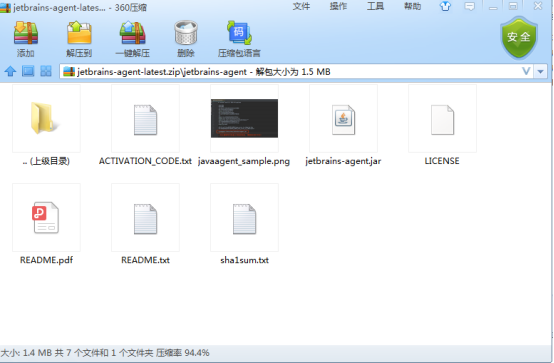 jetbrains-agent-lates... - 360压缩
文件 操作 工具 帮助
添加 解压到 一键解压 删除 压缩包语言
码
安全
jetbrains-agent-latest.zip\jetbrains-agent - 解包大小为 1.5 MB
.. (上级目录) ACTIVATION_CODE.txt javaagent_sample.png jetbrains-agent.jar LICENSE
README.pdf README.txt sha1sum.txt
大小: 1.4 MB 共 7 个文件和 1 个文件夹 压缩率 94.4%